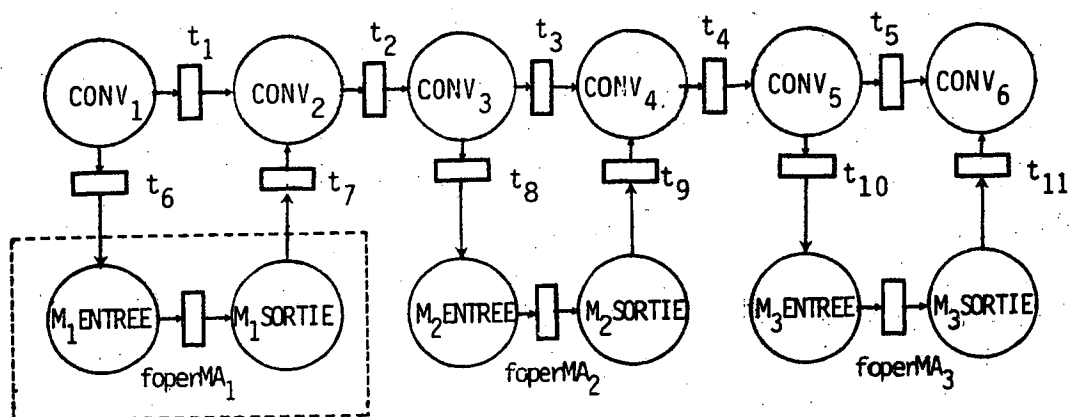 t1 t2 t3 t4 t5
CONV1 CONV2 CONV3 CONV4 CONV5 CONV6
t6 t7 t8 t9 t10 t11
M1ENTREE M1SORTIE M2ENTREE M2SORTIE M3ENTREE M3SORTIE
foperMA1 foperMA2 foperMA3